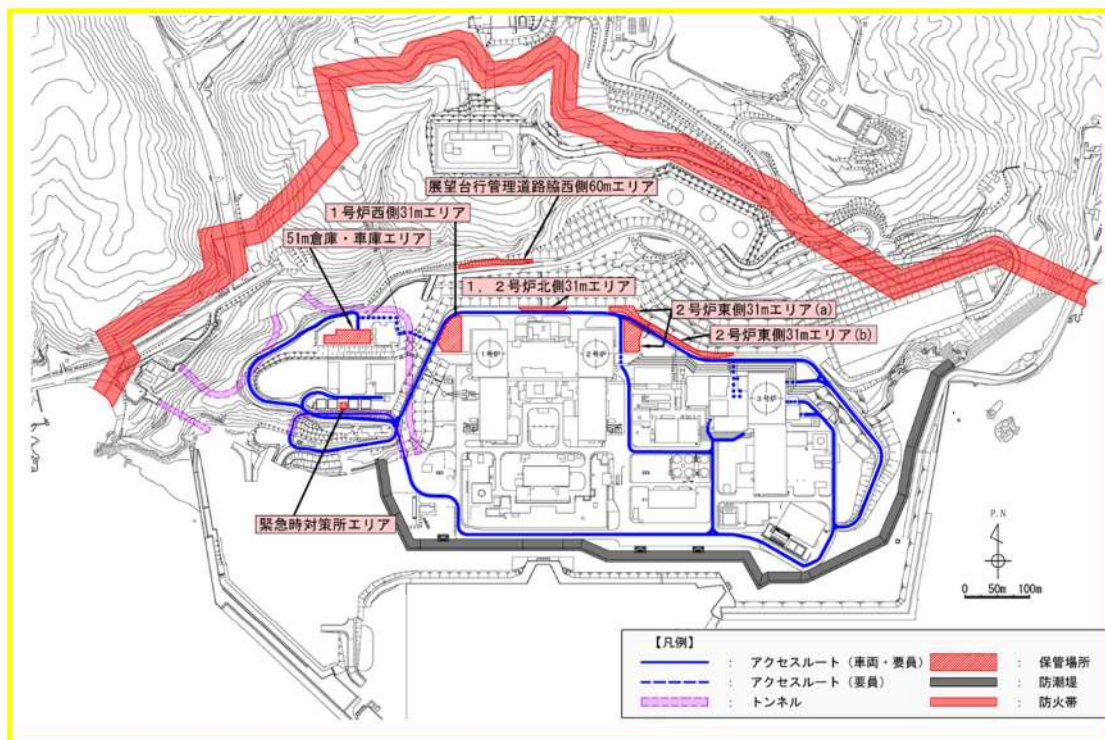 展望台行管理道路脇西側60mエリア
1号炉西側31mエリア
51m倉庫・車庫エリア
1，2号炉北側31mエリア
2号炉東側31mエリア(a)
2号炉東側31mエリア(b)
1号炉
2号炉
3号炉
緊急時対策所エリア
P.N
0 50m 100m
【凡例】
： アクセスルート（車両・要員）
： 保管場所
： アクセスルート（要員）
： 防潮堤
： トンネル
： 防火帯